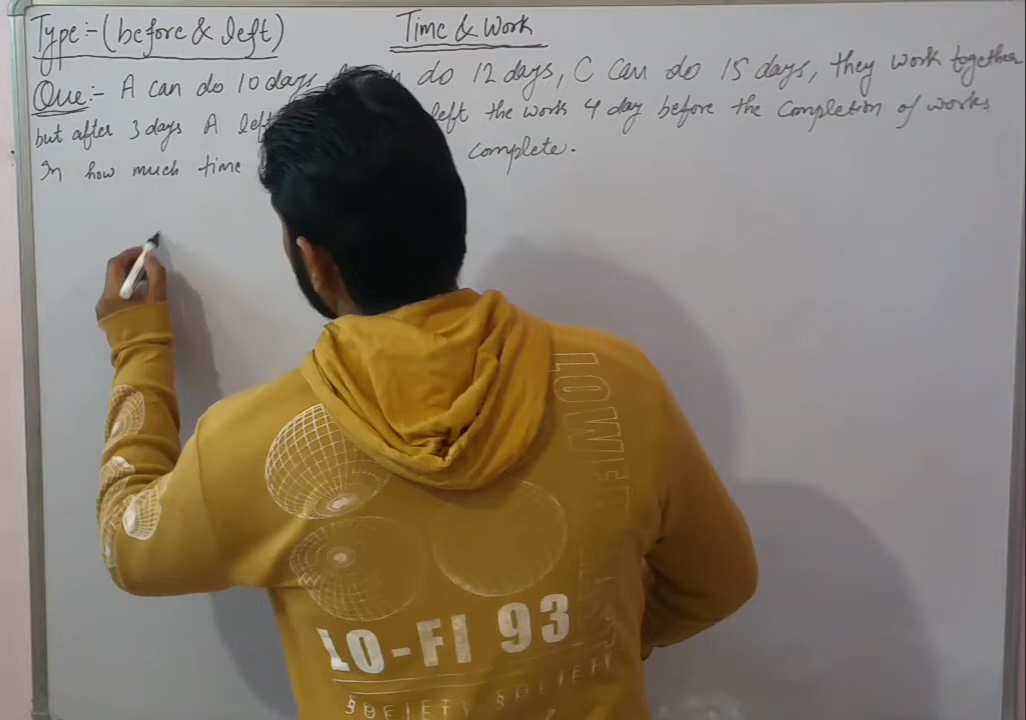 Type:-(before & left)
Time & Work
Que:- A can do 10 days do 12 days, C can do 15 days, they work together
but after 3 days A left the work 4 day before the completion of works
In how much time complete.
LOWE
LO-FI 93